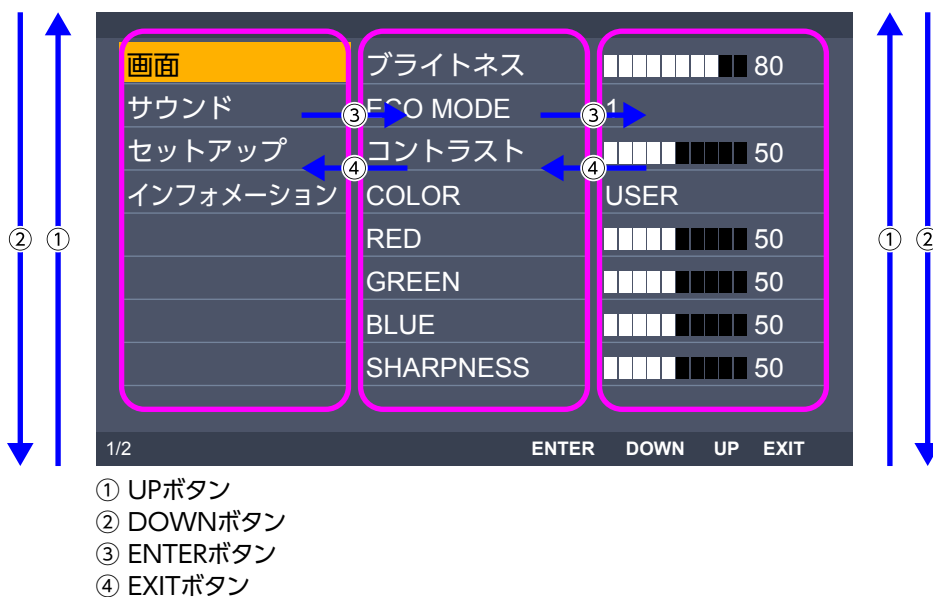 画面 ブライトネス 80
サウンド ③ ECO MODE ③ 1
セットアップ ④ コントラスト ④ 50
インフォメーション COLOR USER
② ① RED 50 ① ②
GREEN 50
BLUE 50
SHARPNESS 50
1/2 ENTER DOWN UP EXIT
① UPボタン
② DOWNボタン
③ ENTERボタン
④ EXITボタン